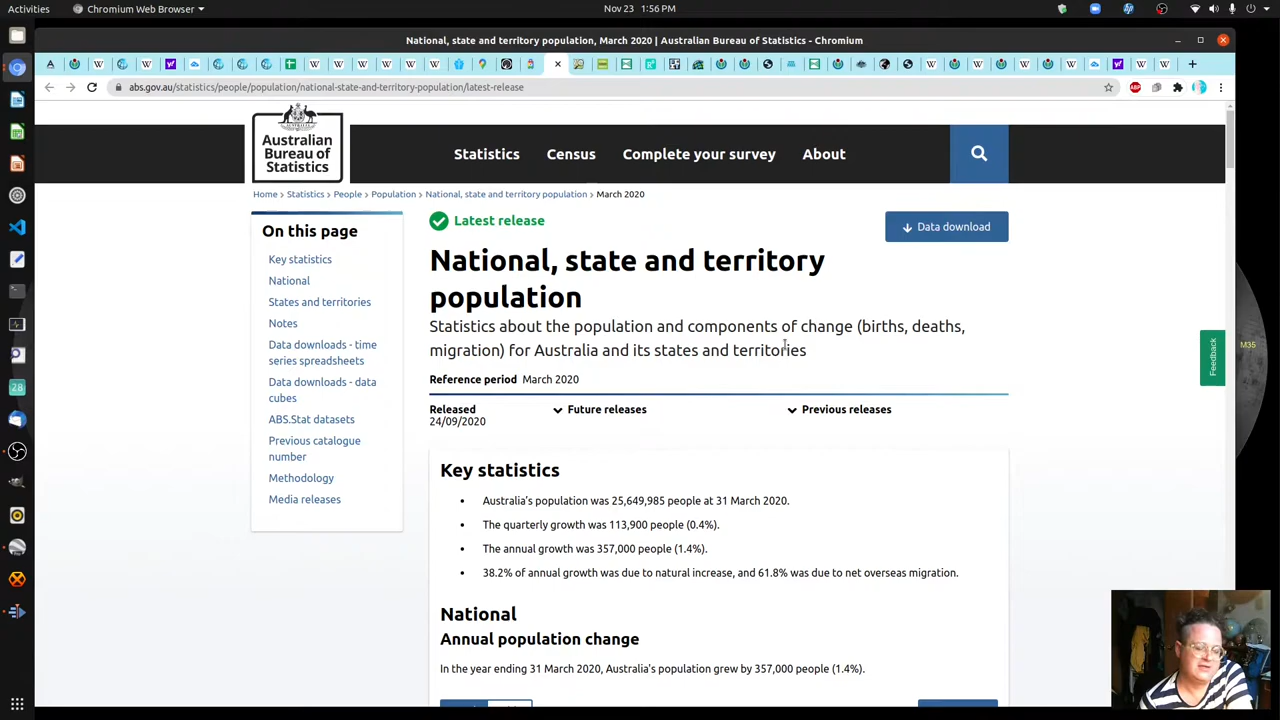 Activities
Chromium Web Browser
Nov 23 1:56 PM
National, state and territory population, March 2020 | Australian Bureau of Statistics - Chromium
abs.gov.au/statistics/people/population/national-state-and-territory-population/latest-release
Australian
Bureau of
Statistics
Statistics
Census
Complete your survey
About
Home > Statistics > People > Population > National, state and territory population > March 2020
On this page
Key statistics
National
States and territories
Notes
Data downloads - time
series spreadsheets
Data downloads - data
cubes
ABS.Stat datasets
Previous catalogue
number
Methodology
Media releases
Latest release
Data download
National, state and territory
population
Statistics about the population and components of change (births, deaths,
migration) for Australia and its states and territories
Reference period March 2020
Released
24/09/2020
Future releases
Previous releases
Key statistics
• Australia's population was 25,649,985 people at 31 March 2020.
• The quarterly growth was 113,900 people (0.4%).
• The annual growth was 357,000 people (1.4%).
• 38.2% of annual growth was due to natural increase, and 61.8% was due to net overseas migration.
National
Annual population change
In the year ending 31 March 2020, Australia's population grew by 357,000 people (1.4%).
Feedback
M35
28
ABP